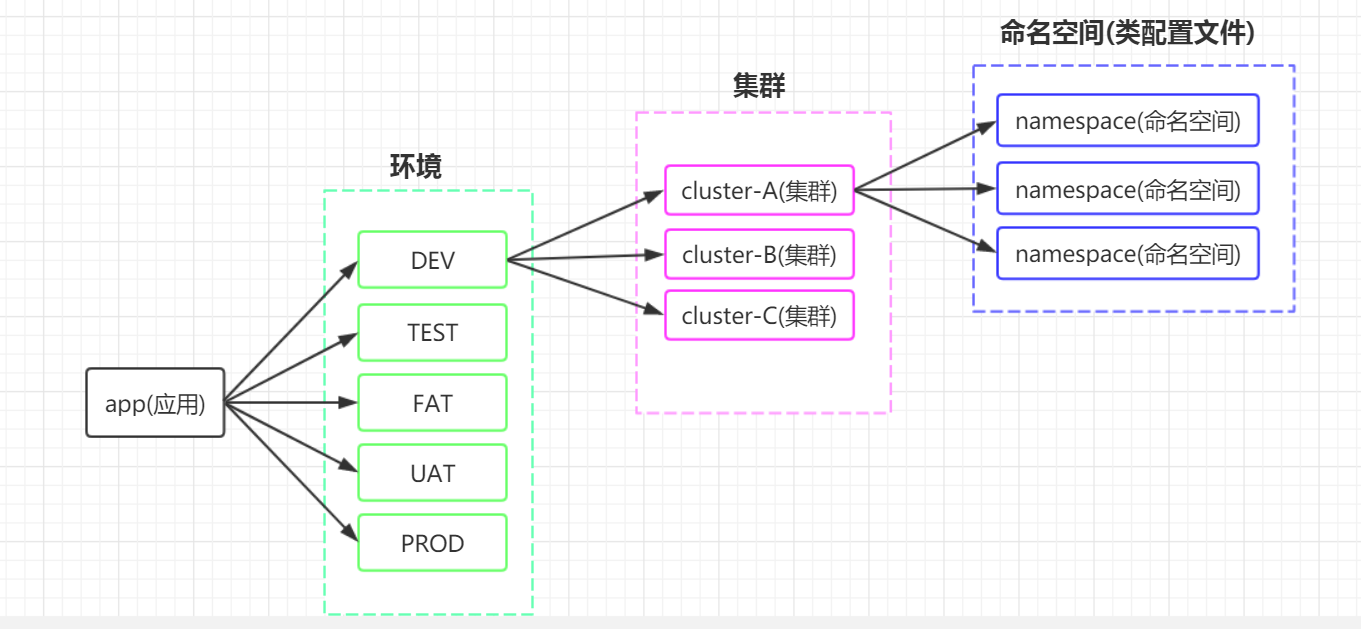 命名空间(类配置文件)
集群
环境
app(应用)
DEV
TEST
FAT
UAT
PROD
cluster-A(集群)
cluster-B(集群)
cluster-C(集群)
namespace(命名空间)
namespace(命名空间)
namespace(命名空间)